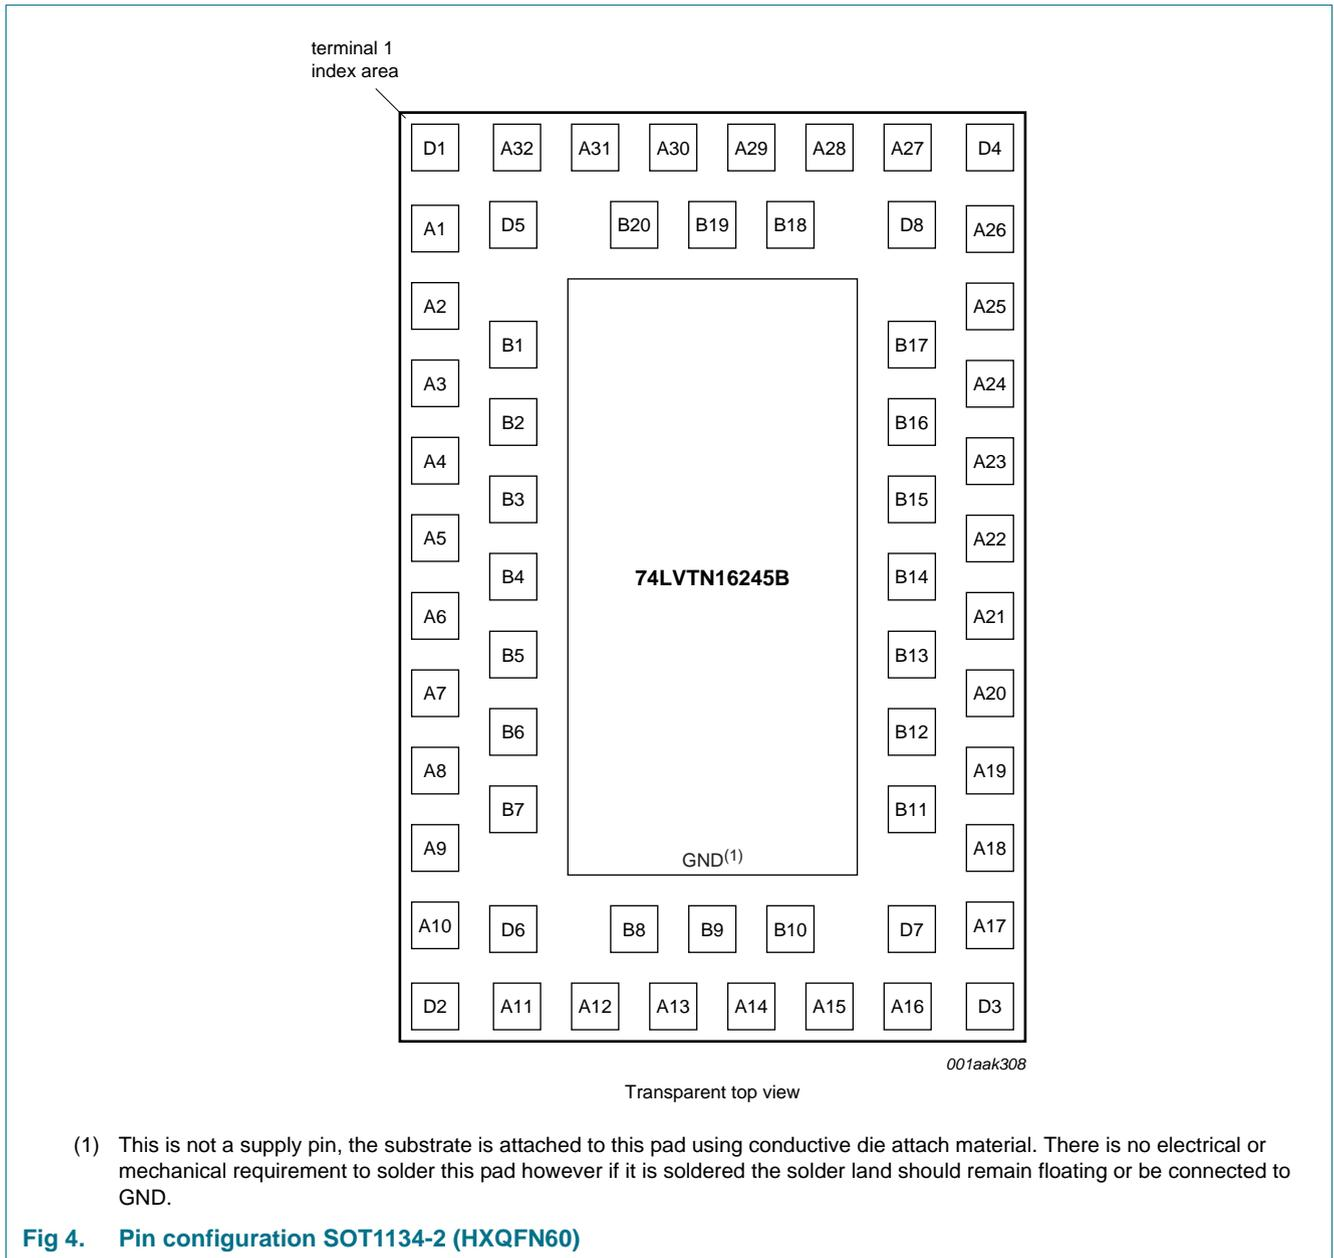 terminal 1
index area
D1 A32 A31 A30 A29 A28 A27 D4
A1 D5 B20 B19 B18 D8 A26
A2 A25
B1 B17
A3 A24
B2 B16
A4 A23
B3 B15
A5 A22
B4 74LVTN16245B B14
A6 A21
B5 B13
A7 A20
B6 B12
A8 A19
B7 B11
A9 A18
GND(1)
A10 D6 B8 B9 B10 D7 A17
D2 A11 A12 A13 A14 A15 A16 D3
001aak308
Transparent top view
(1) This is not a supply pin, the substrate is attached to this pad using conductive die attach material. There is no electrical or
mechanical requirement to solder this pad however if it is soldered the solder land should remain floating or be connected to
GND.
Fig 4. Pin configuration SOT1134-2 (HXQFN60)